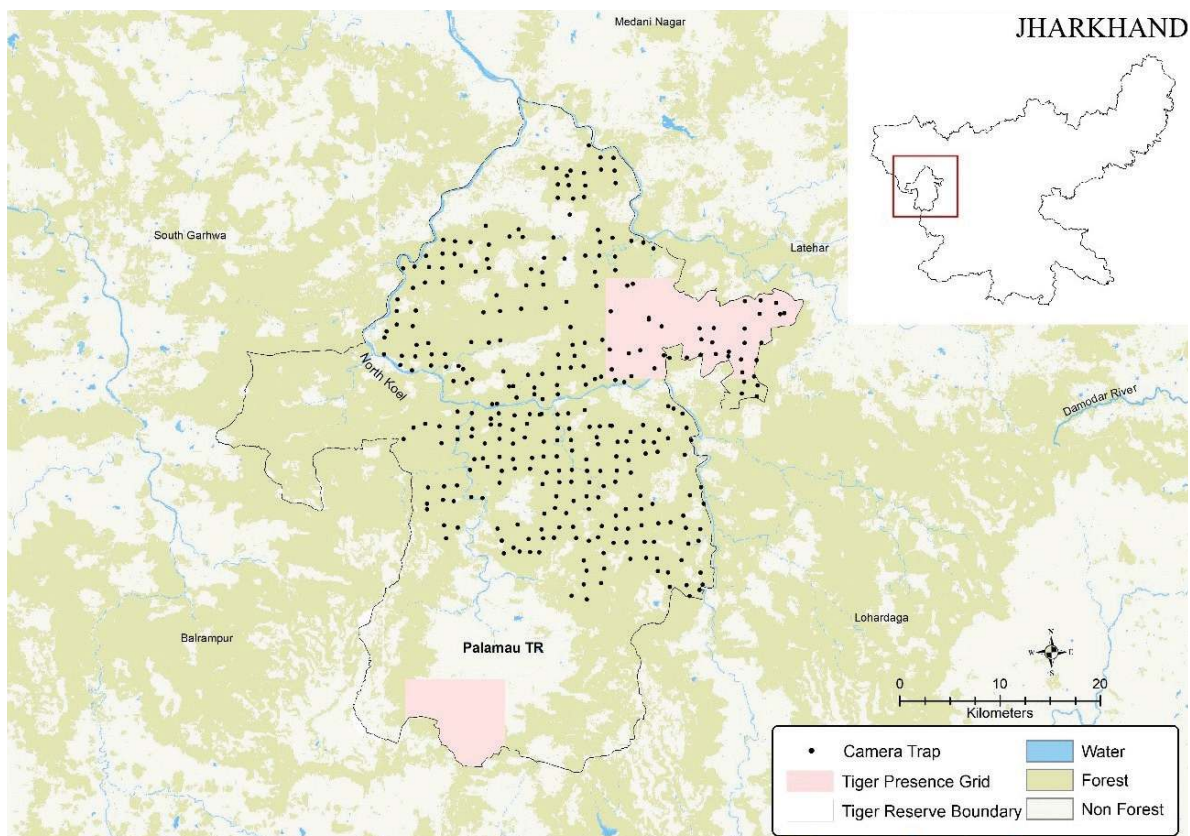 JHARKHAND
Medani Nagar
South Garhwa
Latehar
North Koel
Damodar River
Balrampur
Palamau TR
Lohardaga
N
W E
S
0 10 20
Kilometers
Camera Trap
Tiger Presence Grid
Tiger Reserve Boundary
Water
Forest
Non Forest